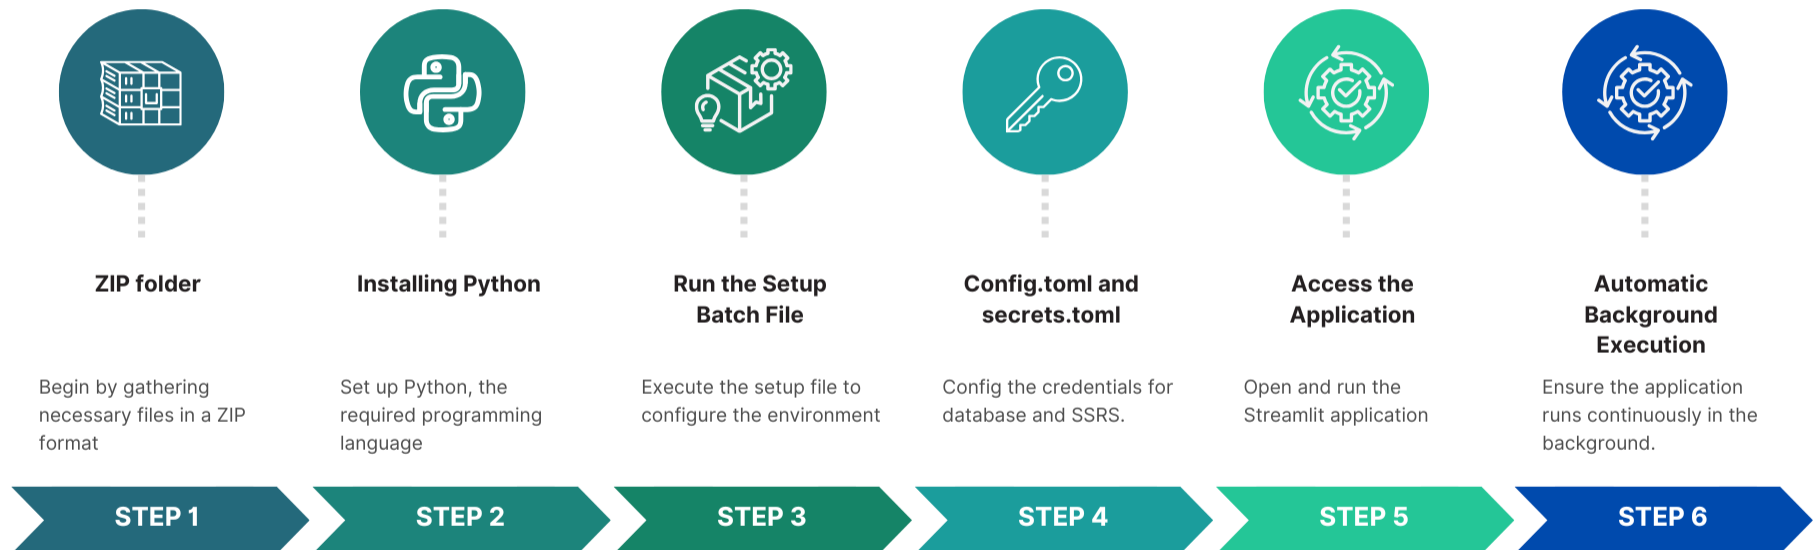 ZIP folder
Begin by gathering
necessary files in a ZIP
format
STEP 1
Installing Python
Set up Python, the
required programming
language
STEP 2
Run the Setup
Batch File
Execute the setup file to
configure the environment
STEP 3
Config.toml and
secrets.toml
Config the credentials for
database and SSRS.
STEP 4
Access the
Application
Open and run the
Streamlit application
STEP 5
Automatic
Background
Execution
Ensure the application
runs continuously in the
background.
STEP 6